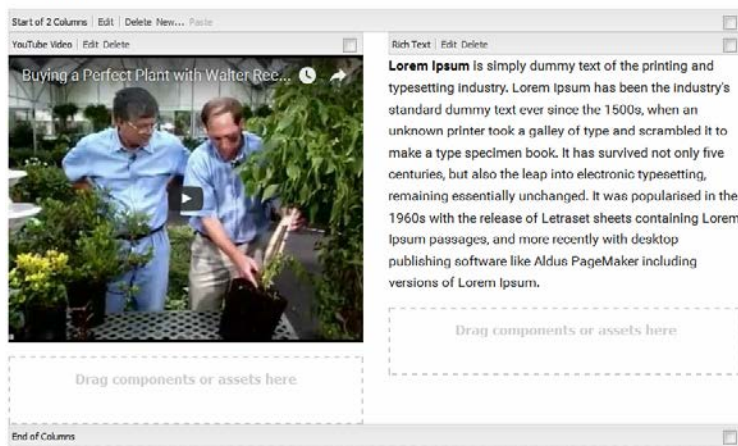 Start of 2 Columns | Edit | Delete New... Paste
YouTube Video | Edit Delete
Buying a Perfect Plant with Walter Ree...
Drag components or assets here
Rich Text | Edit Delete
Lorem Ipsum is simply dummy text of the printing and
typesetting industry. Lorem Ipsum has been the industry's
standard dummy text ever since the 1500s, when an
unknown printer took a galley of type and scrambled it to
make a type specimen book. It has survived not only five
centuries, but also the leap into electronic typesetting,
remaining essentially unchanged. It was popularised in the
1960s with the release of Letraset sheets containing Lorem
Ipsum passages, and more recently with desktop
publishing software like Aldus PageMaker including
versions of Lorem Ipsum.
Drag components or assets here
End of Columns